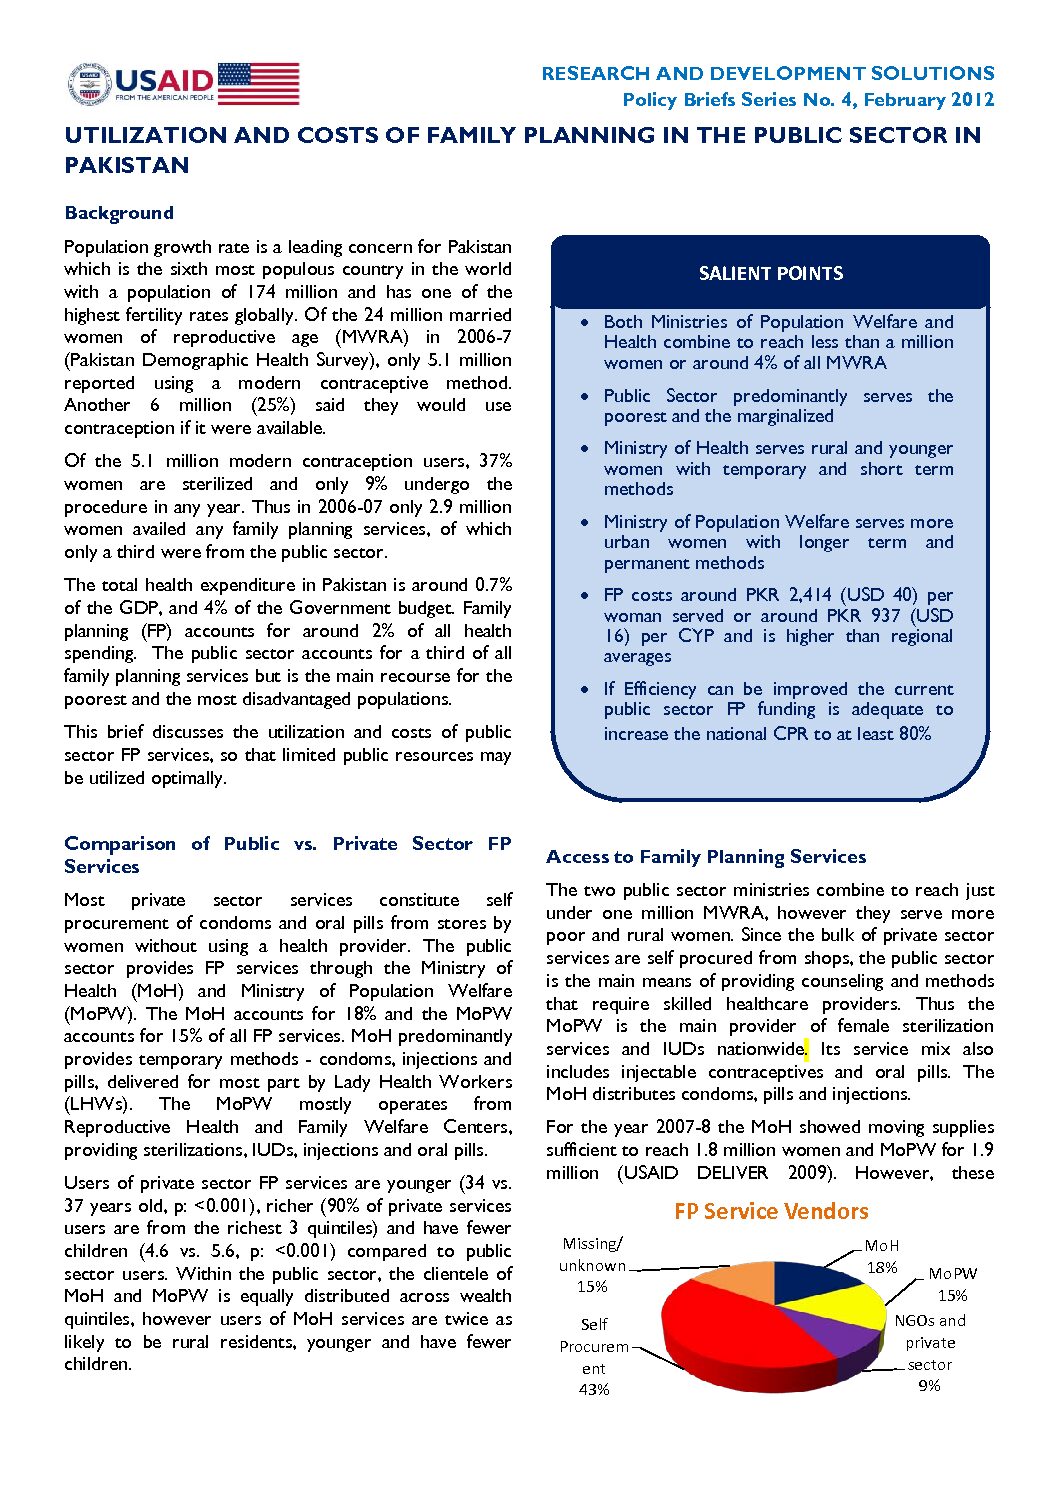 USAID
FROM THE AMERICAN PEOPLE
RESEARCH AND DEVELOPMENT SOLUTIONS
Policy Briefs Series No. 4, February 2012
UTILIZATION AND COSTS OF FAMILY PLANNING IN THE PUBLIC SECTOR IN
PAKISTAN
Background
Population growth rate is a leading concern for Pakistan
which is the sixth most populous country in the world
with a population of 174 million and has one of the
highest fertility rates globally. Of the 24 million married
women of reproductive age (MWRA) in 2006-7
(Pakistan Demographic Health Survey), only 5.1 million
reported using a modern contraceptive method.
Another 6 million (25%) said they would use
contraception if it were available.
Of the 5.1 million modern contraception users, 37%
women are sterilized and only 9% undergo the
procedure in any year. Thus in 2006-07 only 2.9 million
women availed any family planning services, of which
only a third were from the public sector.
The total health expenditure in Pakistan is around 0.7%
of the GDP, and 4% of the Government budget. Family
planning (FP) accounts for around 2% of all health
spending. The public sector accounts for a third of all
family planning services but is the main recourse for the
poorest and the most disadvantaged populations.
This brief discusses the utilization and costs of public
sector FP services, so that limited public resources may
be utilized optimally.
SALIENT POINTS
• Both Ministries of Population Welfare and
Health combine to reach less than a million
women or around 4% of all MWRA
• Public Sector predominantly serves the
poorest and the marginalized
• Ministry of Health serves rural and younger
women with temporary and short term
methods
• Ministry of Population Welfare serves more
urban women with longer term and
permanent methods
• FP costs around PKR 2,414 (USD 40) per
woman served or around PKR 937 (USD
16) per CYP and is higher than regional
averages
• If Efficiency can be improved the current
public sector FP funding is adequate to
increase the national CPR to at least 80%
Comparison of Public vs. Private Sector FP
Services
Most private sector services constitute self
procurement of condoms and oral pills from stores by
women without using a health provider. The public
sector provides FP services through the Ministry of
Health (MoH) and Ministry of Population Welfare
(MoPW). The MoH accounts for 18% and the MoPW
accounts for 15% of all FP services. MoH predominantly
provides temporary methods - condoms, injections and
pills, delivered for most part by Lady Health Workers
(LHWs). The MoPW mostly operates from
Reproductive Health and Family Welfare Centers,
providing sterilizations, IUDs, injections and oral pills.
Users of private sector FP services are younger (34 vs.
37 years old, p: <0.001), richer (90% of private services
users are from the richest 3 quintiles) and have fewer
children (4.6 vs. 5.6, p: <0.001) compared to public
sector users. Within the public sector, the clientele of
MoH and MoPW is equally distributed across wealth
quintiles, however users of MoH services are twice as
likely to be rural residents, younger and have fewer
children.
Access to Family Planning Services
The two public sector ministries combine to reach just
under one million MWRA, however they serve more
poor and rural women. Since the bulk of private sector
services are self procured from shops, the public sector
is the main means of providing counseling and methods
that require skilled healthcare providers. Thus the
MoPW is the main provider of female sterilization
services and IUDs nationwide. Its service mix also
includes injectable contraceptives and oral pills. The
MoH distributes condoms, pills and injections.
For the year 2007-8 the MoH showed moving supplies
sufficient to reach 1.8 million women and MoPW for 1.9
million (USAID DELIVER 2009). However, these
FP Service Vendors
Missing/
unknown
15%
MoH
18%
MoPW
15%
NGOs and
private
sector
9%
Self
Procurem
ent
43%